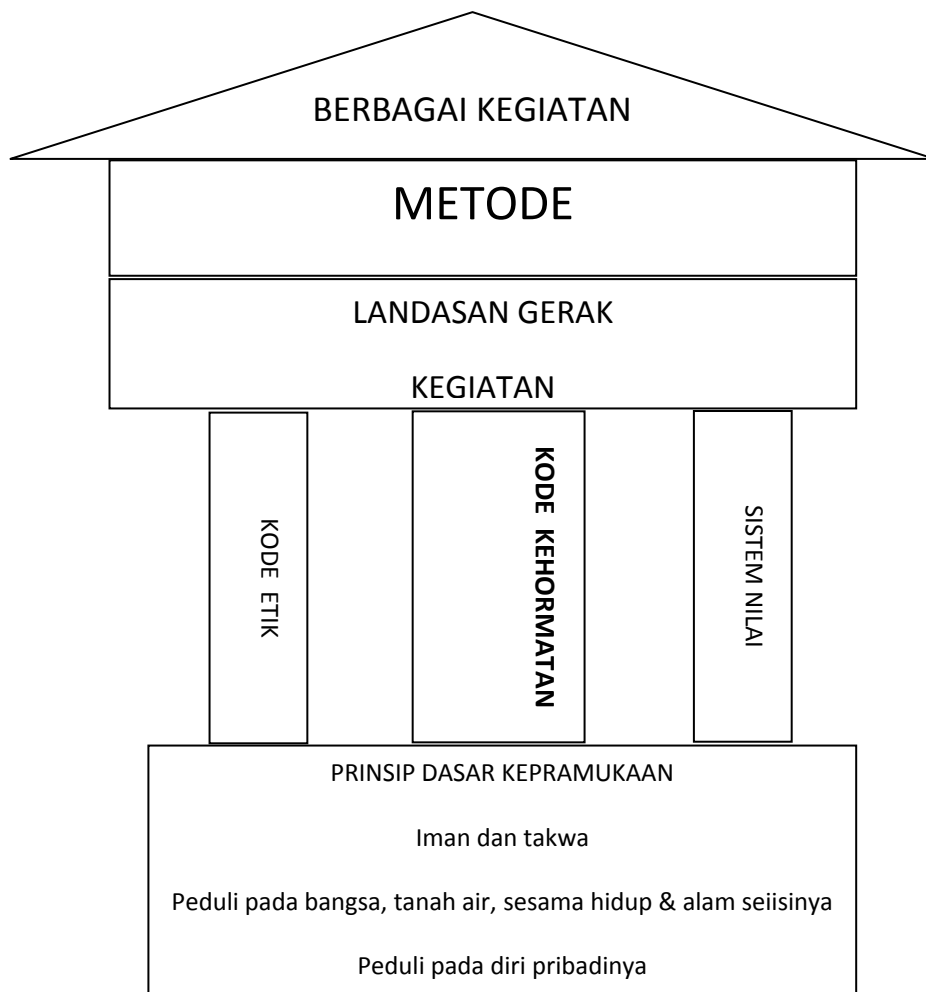 BERBAGAI KEGIATAN
METODE
LANDASAN GERAK
KEGIATAN
KODE ETIK
KODE KEHORMATAN
SISTEM NILAI
PRINSIP DASAR KEPRAMUKAAN
Iman dan takwa
Peduli pada bangsa, tanah air, sesama hidup & alam seiisinya
Peduli pada diri pribadinya